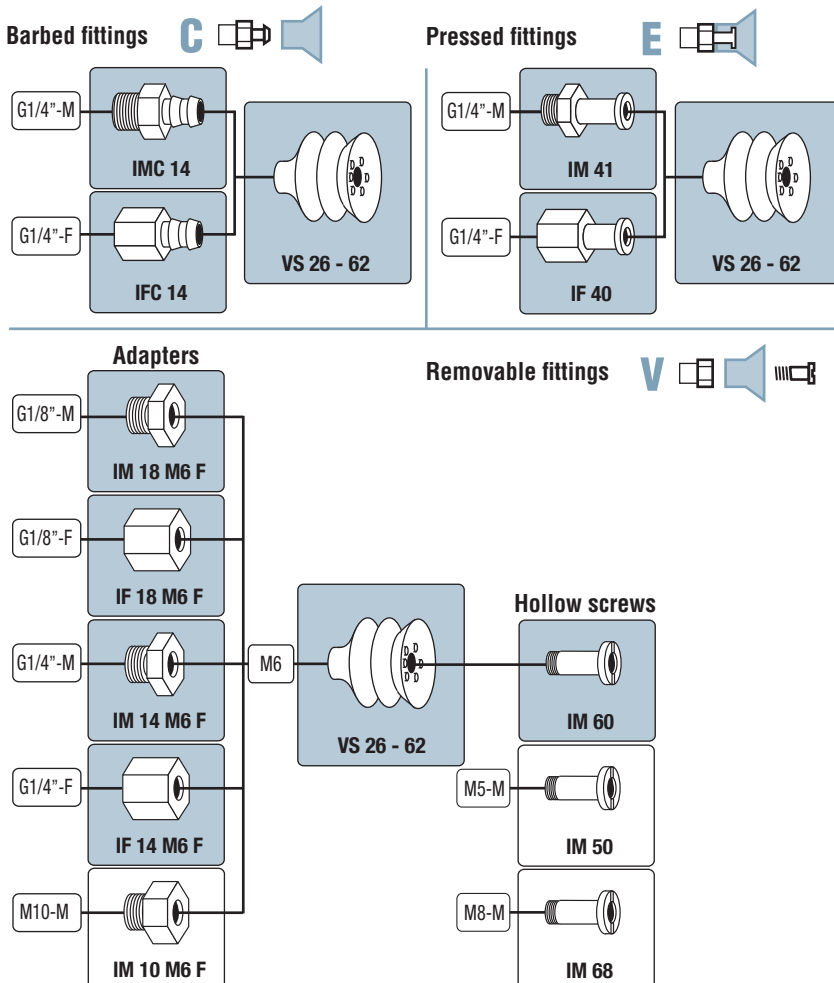 Barbed fittings C
G1/4”-M
IMC 14
G1/4”-F
IFC 14
VS 26 - 62
Pressed fittings E
G1/4”-M
IM 41
G1/4”-F
IF 40
VS 26 - 62
Adapters
Removable fittings V
G1/8”-M
IM 18 M6 F
G1/8”-F
IF 18 M6 F
G1/4”-M
IM 14 M6 F
G1/4”-F
IF 14 M6 F
M10-M
IM 10 M6 F
M6
VS 26 - 62
Hollow screws
IM 60
M5-M
IM 50
M8-M
IM 68